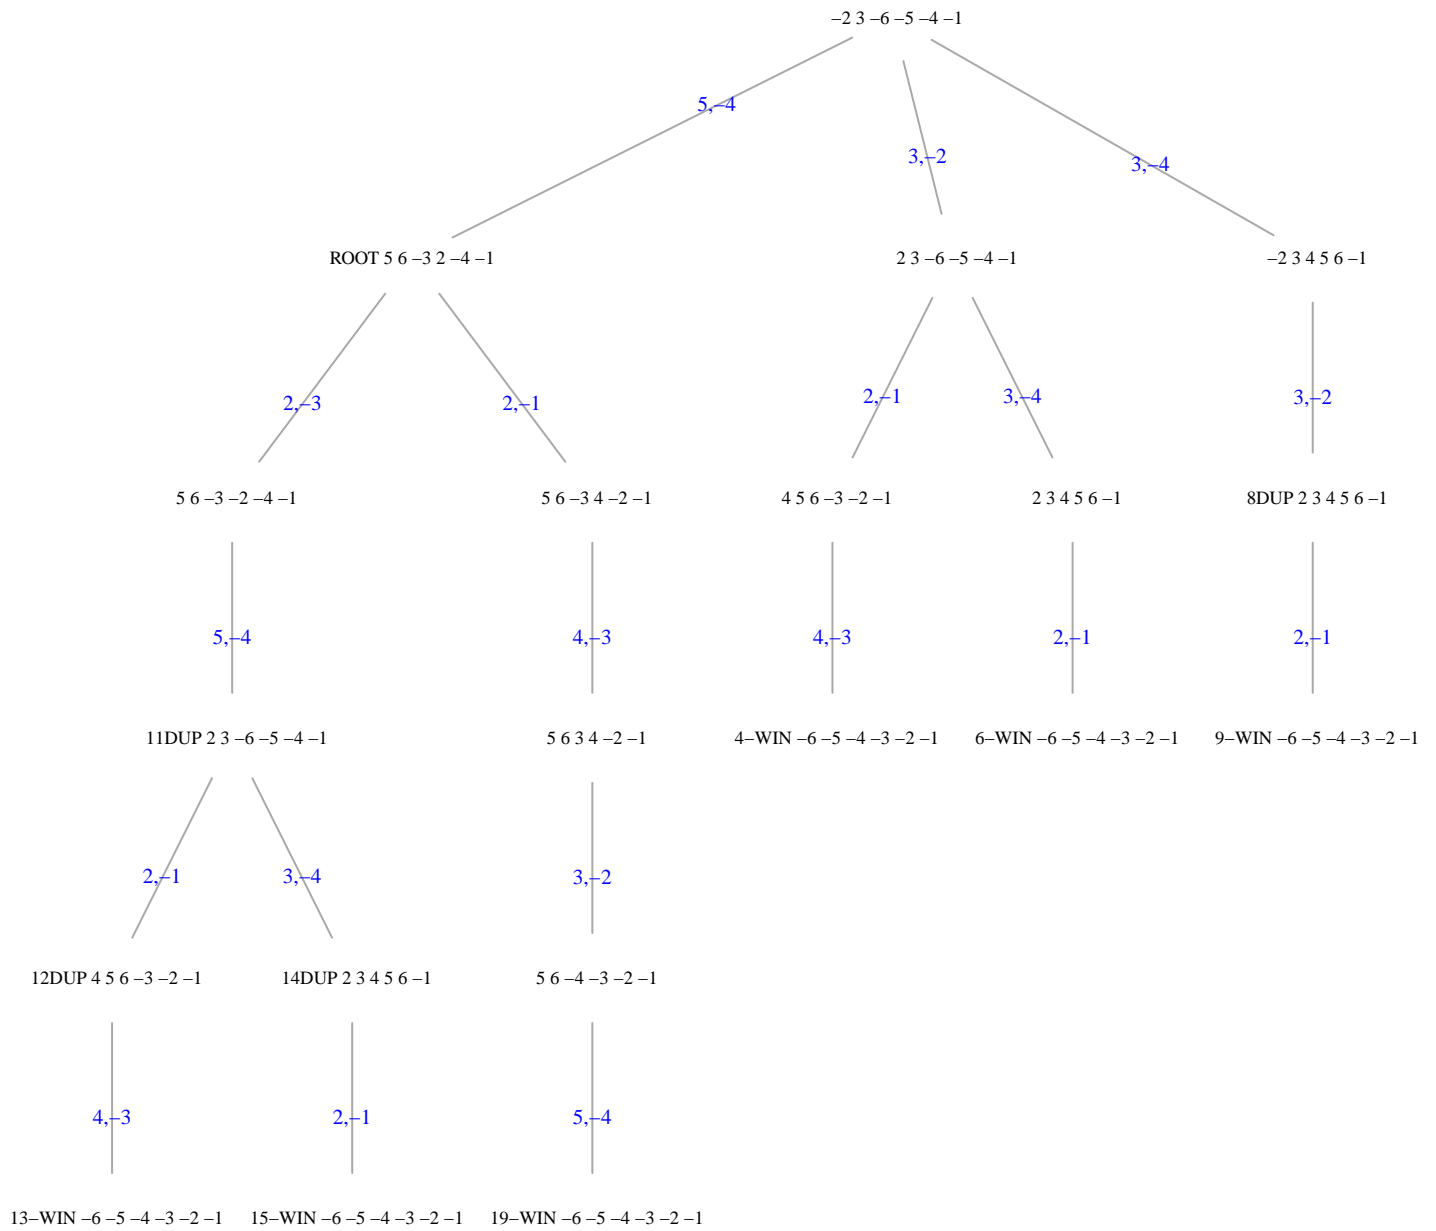 –2 3 –6 –5 –4 –1
5,–4
3,–2
3,–4
ROOT 5 6 –3 2 –4 –1
2 3 –6 –5 –4 –1
–2 3 4 5 6 –1
2,–3
2,–1
2,–1
3,–4
3,–2
5 6 –3 –2 –4 –1
5 6 –3 4 –2 –1
4 5 6 –3 –2 –1
2 3 4 5 6 –1
8DUP 2 3 4 5 6 –1
5,–4
4,–3
4,–3
2,–1
2,–1
11DUP 2 3 –6 –5 –4 –1
5 6 3 4 –2 –1
4–WIN –6 –5 –4 –3 –2 –1
6–WIN –6 –5 –4 –3 –2 –1
9–WIN –6 –5 –4 –3 –2 –1
2,–1
3,–4
3,–2
12DUP 4 5 6 –3 –2 –1
14DUP 2 3 4 5 6 –1
5 6 –4 –3 –2 –1
4,–3
2,–1
5,–4
13–WIN –6 –5 –4 –3 –2 –1
15–WIN –6 –5 –4 –3 –2 –1
19–WIN –6 –5 –4 –3 –2 –1